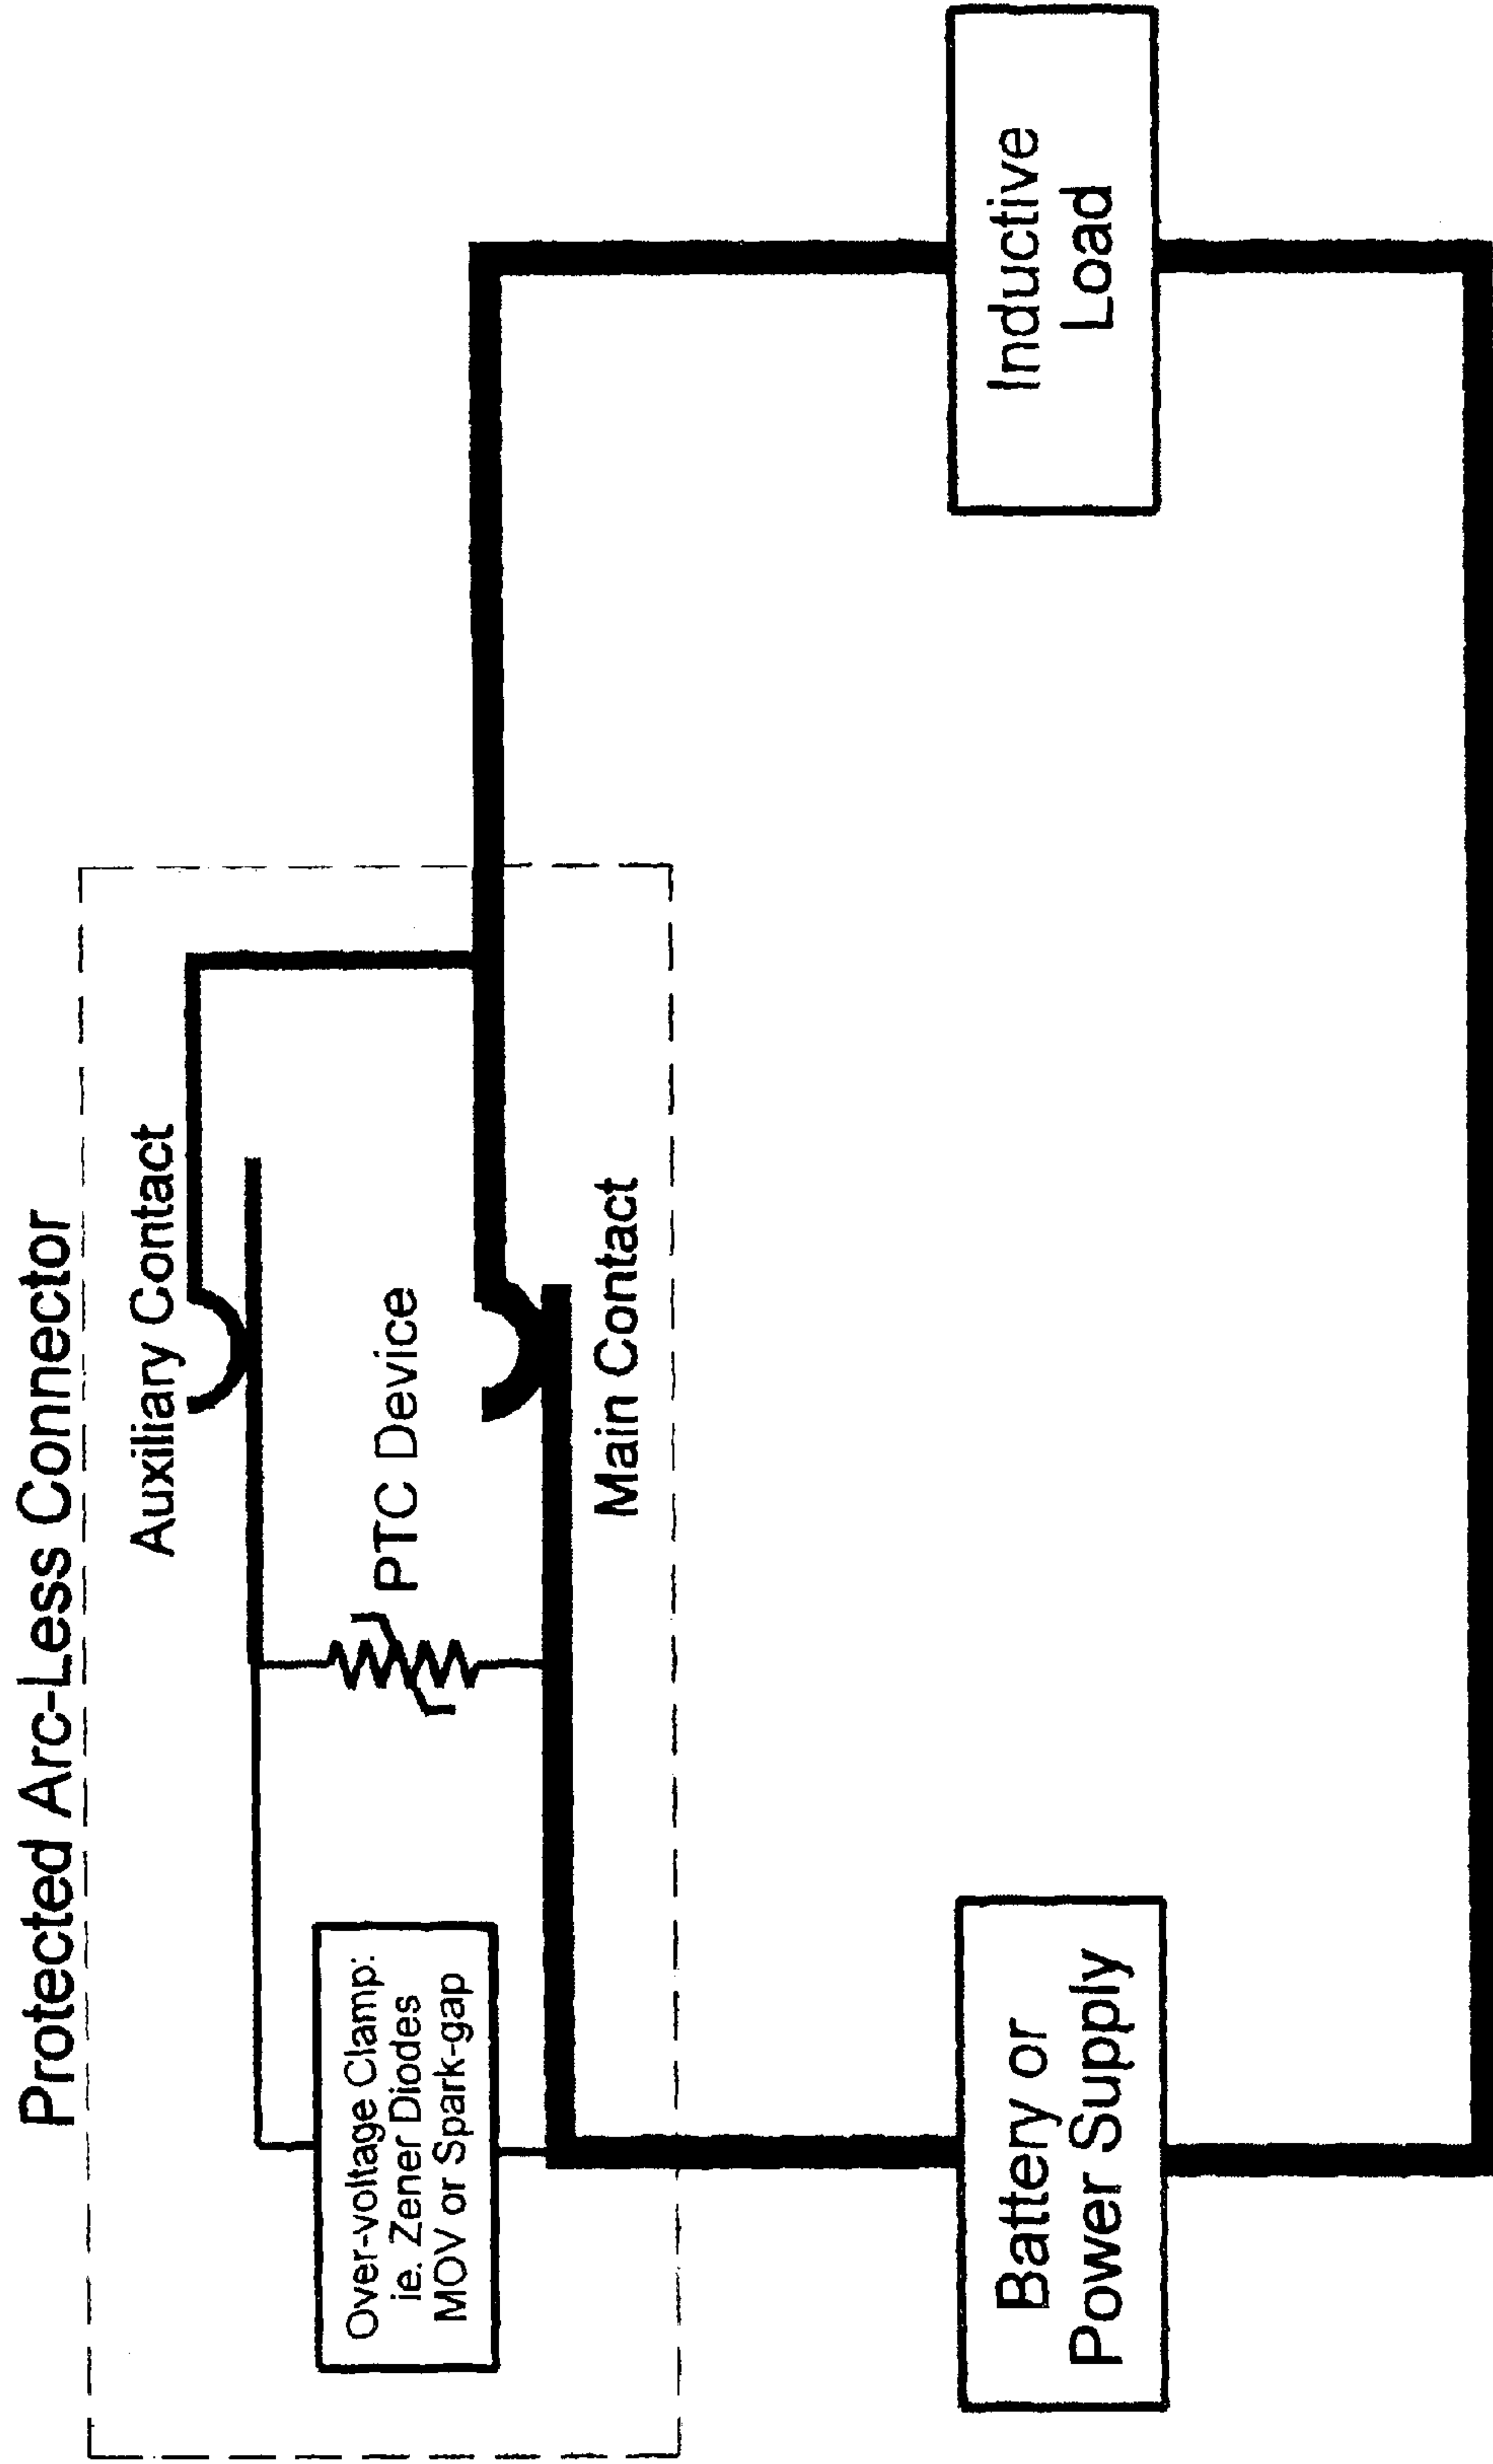 Protected Arc-Less Connector
Auxiliary Contact
Over-voltage Clamp:
ie. Zener Diodes
MOV or Spark-gap
PTC Device
Main Contact
Battery or
Power Supply
Inductive
Load